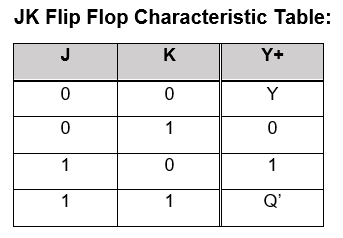 JK Flip Flop Characteristic Table:
J K Y+
0 0 Y
0 1 0
1 0 1
1 1 Q’